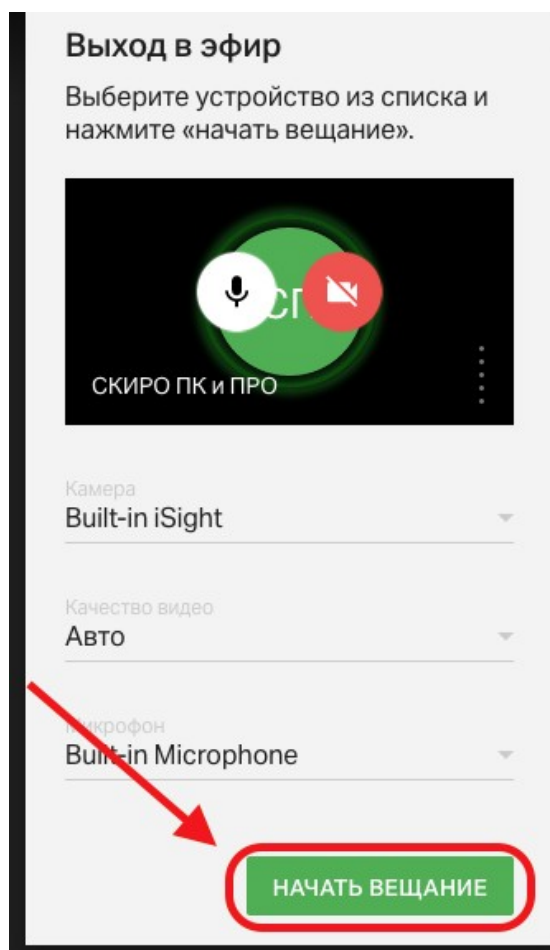 Выход в эфир
Выберите устройство из списка и
нажмите «начать вещание».
СКИРО ПК и ПРО
Камера
Built-in iSight
Качество видео
Авто
Микрофон
Built-in Microphone
НАЧАТЬ ВЕЩАНИЕ